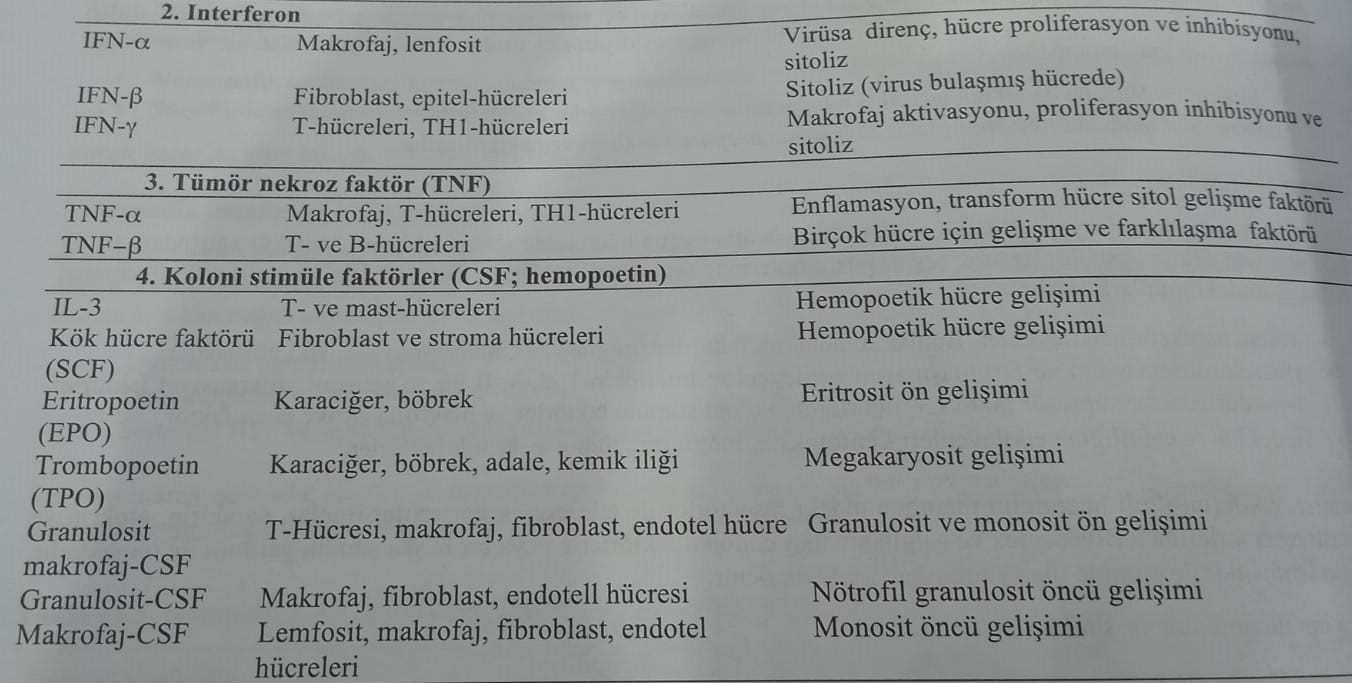 2. Interferon
IFN-α Makrofaj, lenfosit Virüsa direnç, hücre proliferasyon ve inhibisyonu,
sitoliz
IFN-β Fibroblast, epitel-hücreleri Sitoliz (virus bulaşmış hücrede)
IFN-γ T-hücreleri, TH1-hücreleri Makrofaj aktivasyonu, proliferasyon inhibisyonu ve
sitoliz
3. Tümör nekroz faktör (TNF)
TNF-α Makrofaj, T-hücreleri, TH1-hücreleri Enflamasyon, transform hücre sitol gelişme faktörü
TNF–β T- ve B-hücreleri Birçok hücre için gelişme ve farklılaşma faktörü
4. Koloni stimüle faktörler (CSF; hemopoetin)
IL-3 T- ve mast-hücreleri Hemopoetik hücre gelişimi
Kök hücre faktörü Fibroblast ve stroma hücreleri Hemopoetik hücre gelişimi
(SCF)
Eritropoetin Karaciğer, böbrek Eritrosit ön gelişimi
(EPO)
Trombopoetin Karaciğer, böbrek, adale, kemik iliği Megakaryosit gelişimi
(TPO)
Granulosit T-Hücresi, makrofaj, fibroblast, endotel hücre Granulosit ve monosit ön gelişimi
makrofaj-CSF
Granulosit-CSF Makrofaj, fibroblast, endotell hücresi Nötrofil granulosit öncü gelişimi
Makrofaj-CSF Lemfosit, makrofaj, fibroblast, endotel Monosit öncü gelişimi
hücreleri